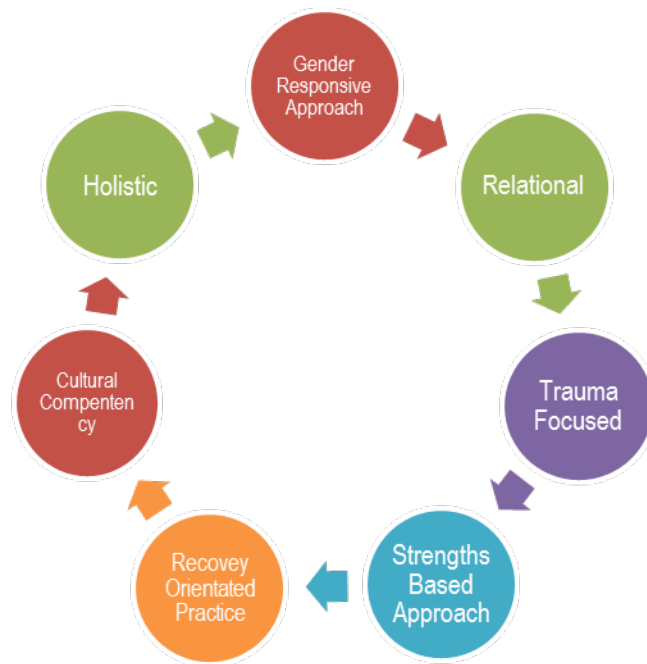 Gender
Responsive
Approach
Relational
Trauma
Focused
Strengths
Based
Approach
Recovey
Orientated
Practice
Cultural
Compenten
cy
Holistic